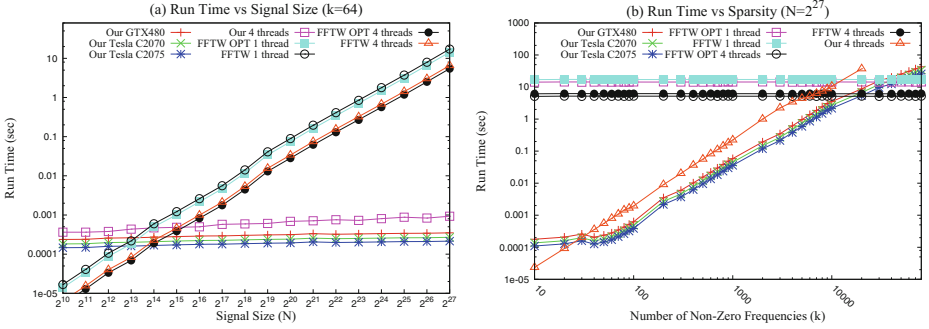 (a) Run Time vs Signal Size (k=64)
Our GTX480
Our Tesla C2070
Our Tesla C2075
Our 4 threads
FFTW OPT 1 thread
FFTW 1 thread
FFTW OPT 4 threads
FFTW 4 threads
Run Time (sec)
10
1
0.1
0.01
0.001
0.0001
1e-05
2^10 2^11 2^12 2^13 2^14 2^15 2^16 2^17 2^18 2^19 2^20 2^21 2^22 2^23 2^24 2^25 2^26 2^27
Signal Size (N)
(b) Run Time vs Sparsity (N=2^27)
Our GTX480
Our Tesla C2070
Our Tesla C2075
FFTW OPT 1 thread
FFTW 1 thread
FFTW OPT 4 threads
FFTW 4 threads
Our 4 threads
Run Time (sec)
1000
100
10
1
0.1
0.01
0.001
0.0001
1e-05
10 100 1000 10000
Number of Non-Zero Frequencies (k)